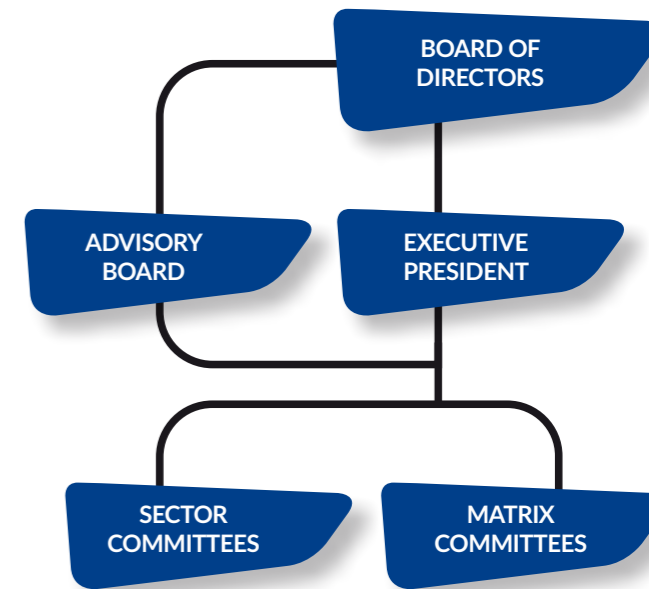 BOARD OF
DIRECTORS
ADVISORY
BOARD
EXECUTIVE
PRESIDENT
SECTOR
COMMITTEES
MATRIX
COMMITTEES